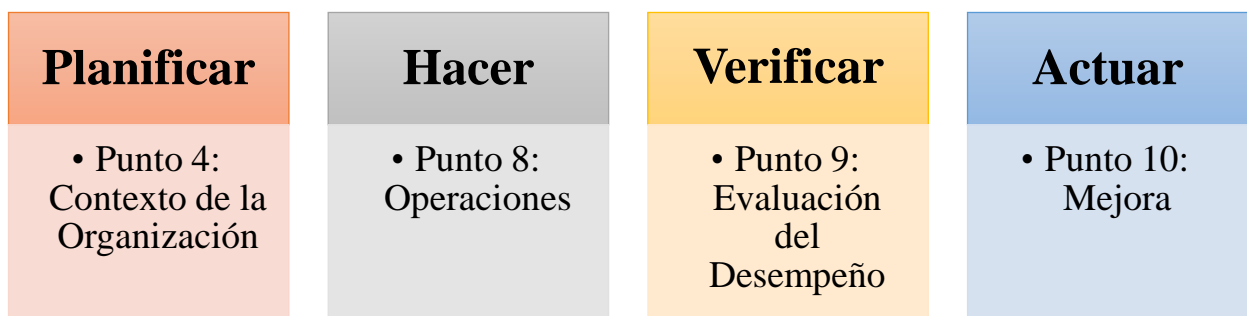 Planificar
• Punto 4:
Contexto de la
Organización
Hacer
• Punto 8:
Operaciones
Verificar
• Punto 9:
Evaluación
del
Desempeño
Actuar
• Punto 10:
Mejora